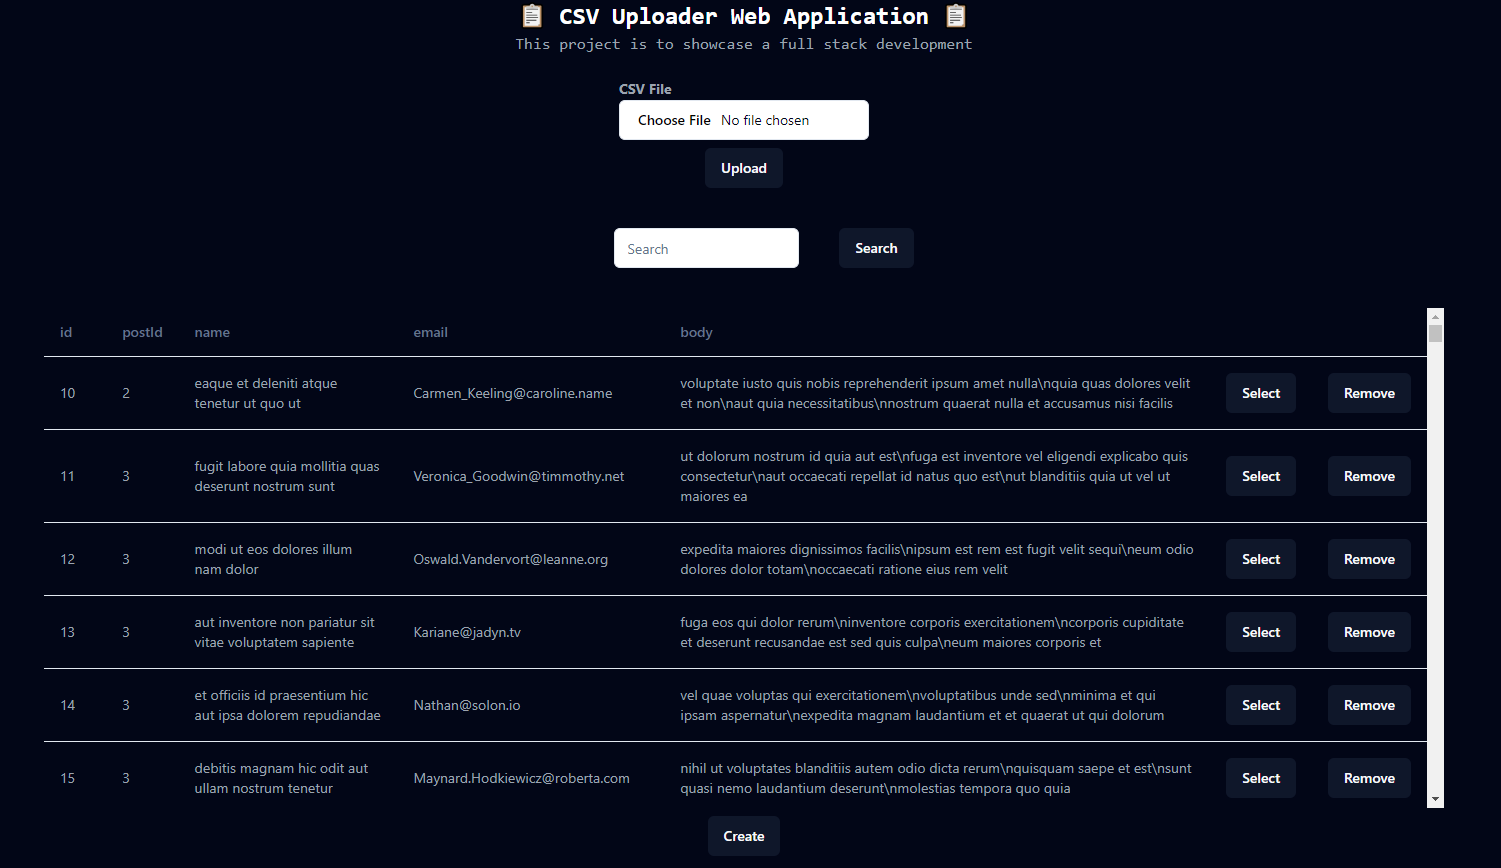 📋 CSV Uploader Web Application 📋
This project is to showcase a full stack development
CSV File
Choose File No file chosen
Upload
Search Search
id postId name email body
10 2 eaque et deleniti atque tenetur ut quo ut Carmen_Keeling@caroline.name voluptate iusto quis nobis reprehenderit ipsum amet nulla\nquia quas dolores velit et non\naut quia necessitatibus\nnostrum quaerat nulla et accusamus nisi facilis Select Remove
11 3 fugit labore quia mollitia quas deserunt nostrum sunt Veronica_Goodwin@timmothy.net ut dolorum nostrum id quia aut est\nfuga est inventore vel eligendi explicabo quis consectetur\naut occaecati repellat id natus quo est\nut blanditiis quia ut vel ut maiores ea Select Remove
12 3 modi ut eos dolores illum nam dolor Oswald.Vandervort@leanne.org expedita maiores dignissimos facilis\nipsum est rem est fugit velit sequi\neum odio dolores dolor totam\noccaecati ratione eius rem velit Select Remove
13 3 aut inventore non pariatur sit vitae voluptatem sapiente Kariane@jadyn.tv fuga eos qui dolor rerum\ninventore corporis exercitationem\ncorporis cupiditate et deserunt recusandae est sed quis culpa\neum maiores corporis et Select Remove
14 3 et officiis id praesentium hic aut ipsa dolorem repudiandae Nathan@solon.io vel quae voluptas qui exercitationem\nvoluptatibus unde sed\nminima et qui ipsam aspernatur\nexpedita magnam laudantium et et quaerat ut qui dolorum Select Remove
15 3 debitis magnam hic odit aut ullam nostrum tenetur Maynard.Hodkiewicz@roberta.com nihil ut voluptates blanditiis autem odio dicta rerum\nquisquam saepe et est\nsunt quasi nemo laudantium deserunt\nmolestias tempora quo quia Select Remove
Create